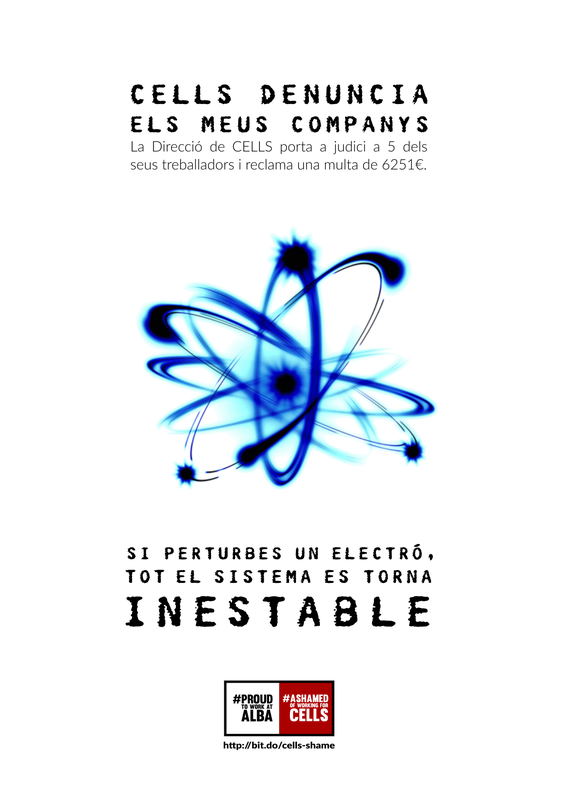 CELLS DENUNCIA
ELS MEUS COMPANYS
La Direcció de CELLS porta a judici a 5 dels
seus treballadors i reclama una multa de 6251€.
SI PERTURBES UN ELECTRÓ,
TOT EL SISTEMA ES TORNA
INESTABLE
#PROUD
TO WORK AT
ALBA
#ASHAMED
OF WORKING FOR
CELLS
http://bit.do/cells-shame